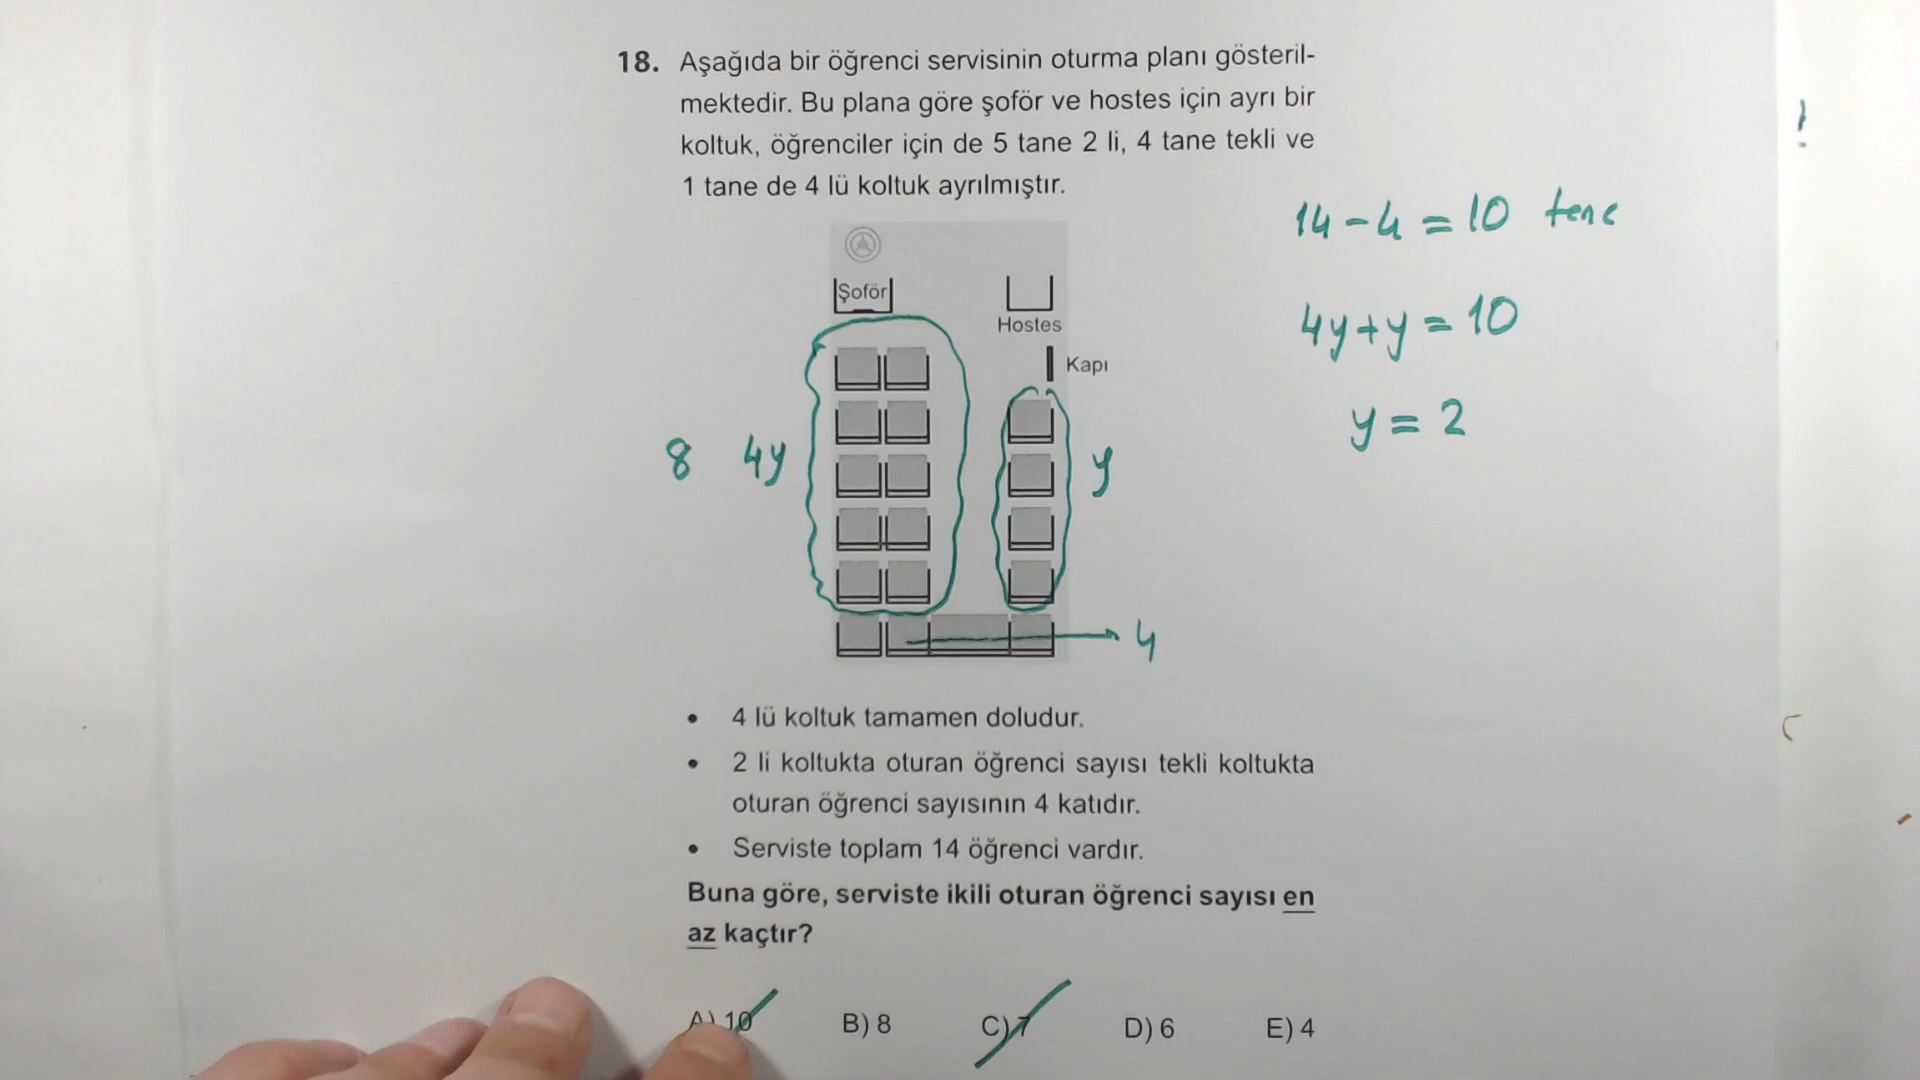 18. Aşağıda bir öğrenci servisinin oturma planı gösteril-
mektedir. Bu plana göre şoför ve hostes için ayrı bir
koltuk, öğrenciler için de 5 tane 2 li, 4 tane tekli ve
1 tane de 4 lü koltuk ayrılmıştır.
14-4=10 tane
Şoför
Hostes
4y+y=10
Kapı
y=2
8 4y
y
4
• 4 lü koltuk tamamen doludur.
• 2 li koltukta oturan öğrenci sayısı tekli koltukta
oturan öğrenci sayısının 4 katıdır.
• Serviste toplam 14 öğrenci vardır.
Buna göre, serviste ikili oturan öğrenci sayısı en
az kaçtır?
A) 10 B) 8 C) 7 D) 6 E) 4